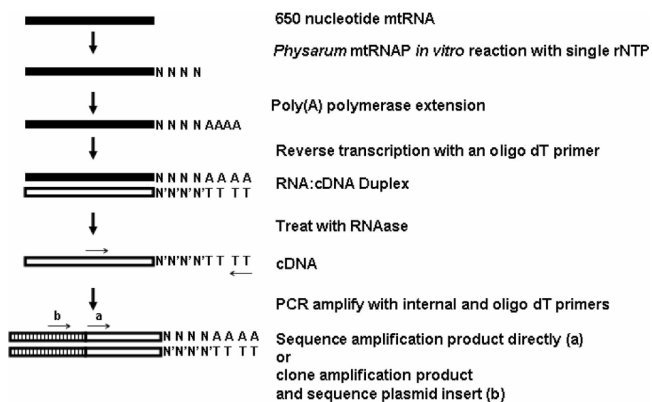 650 nucleotide mtRNA
Physarum mtRNAP in vitro reaction with single rNTP
N N N N
Poly(A) polymerase extension
N N N N AAAA
Reverse transcription with an oligo dT primer
N N N N A A A A
RNA:cDNA Duplex
N'N'N'N'T T T T
Treat with RNAase
N'N'N'N'T T T T
cDNA
PCR amplify with internal and oligo dT primers
b a
N N N N A A A A
Sequence amplification product directly (a)
N'N'N'N'T T T T
or
clone amplification product
and sequence plasmid insert (b)